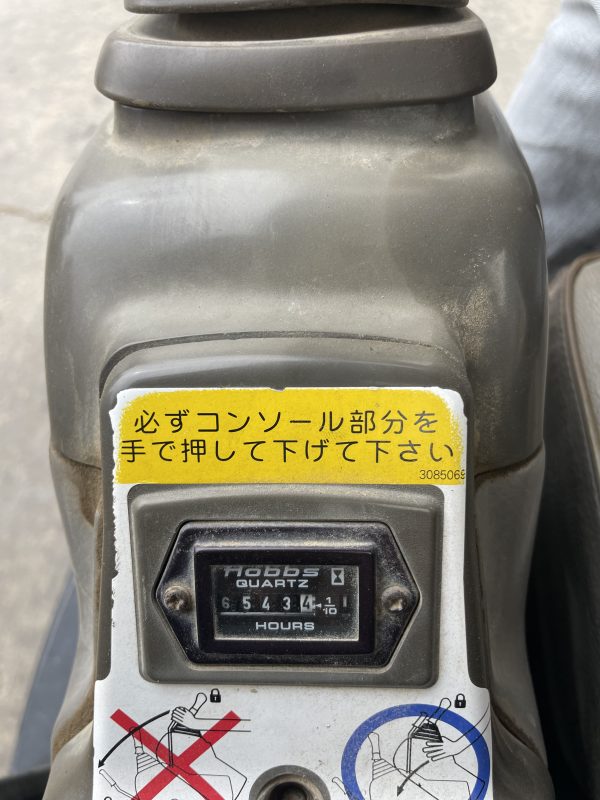 必ずコンソール部分を
手で押して下げて下さい
3085069
Hobbs
QUARTZ
65434 1/10
HOURS